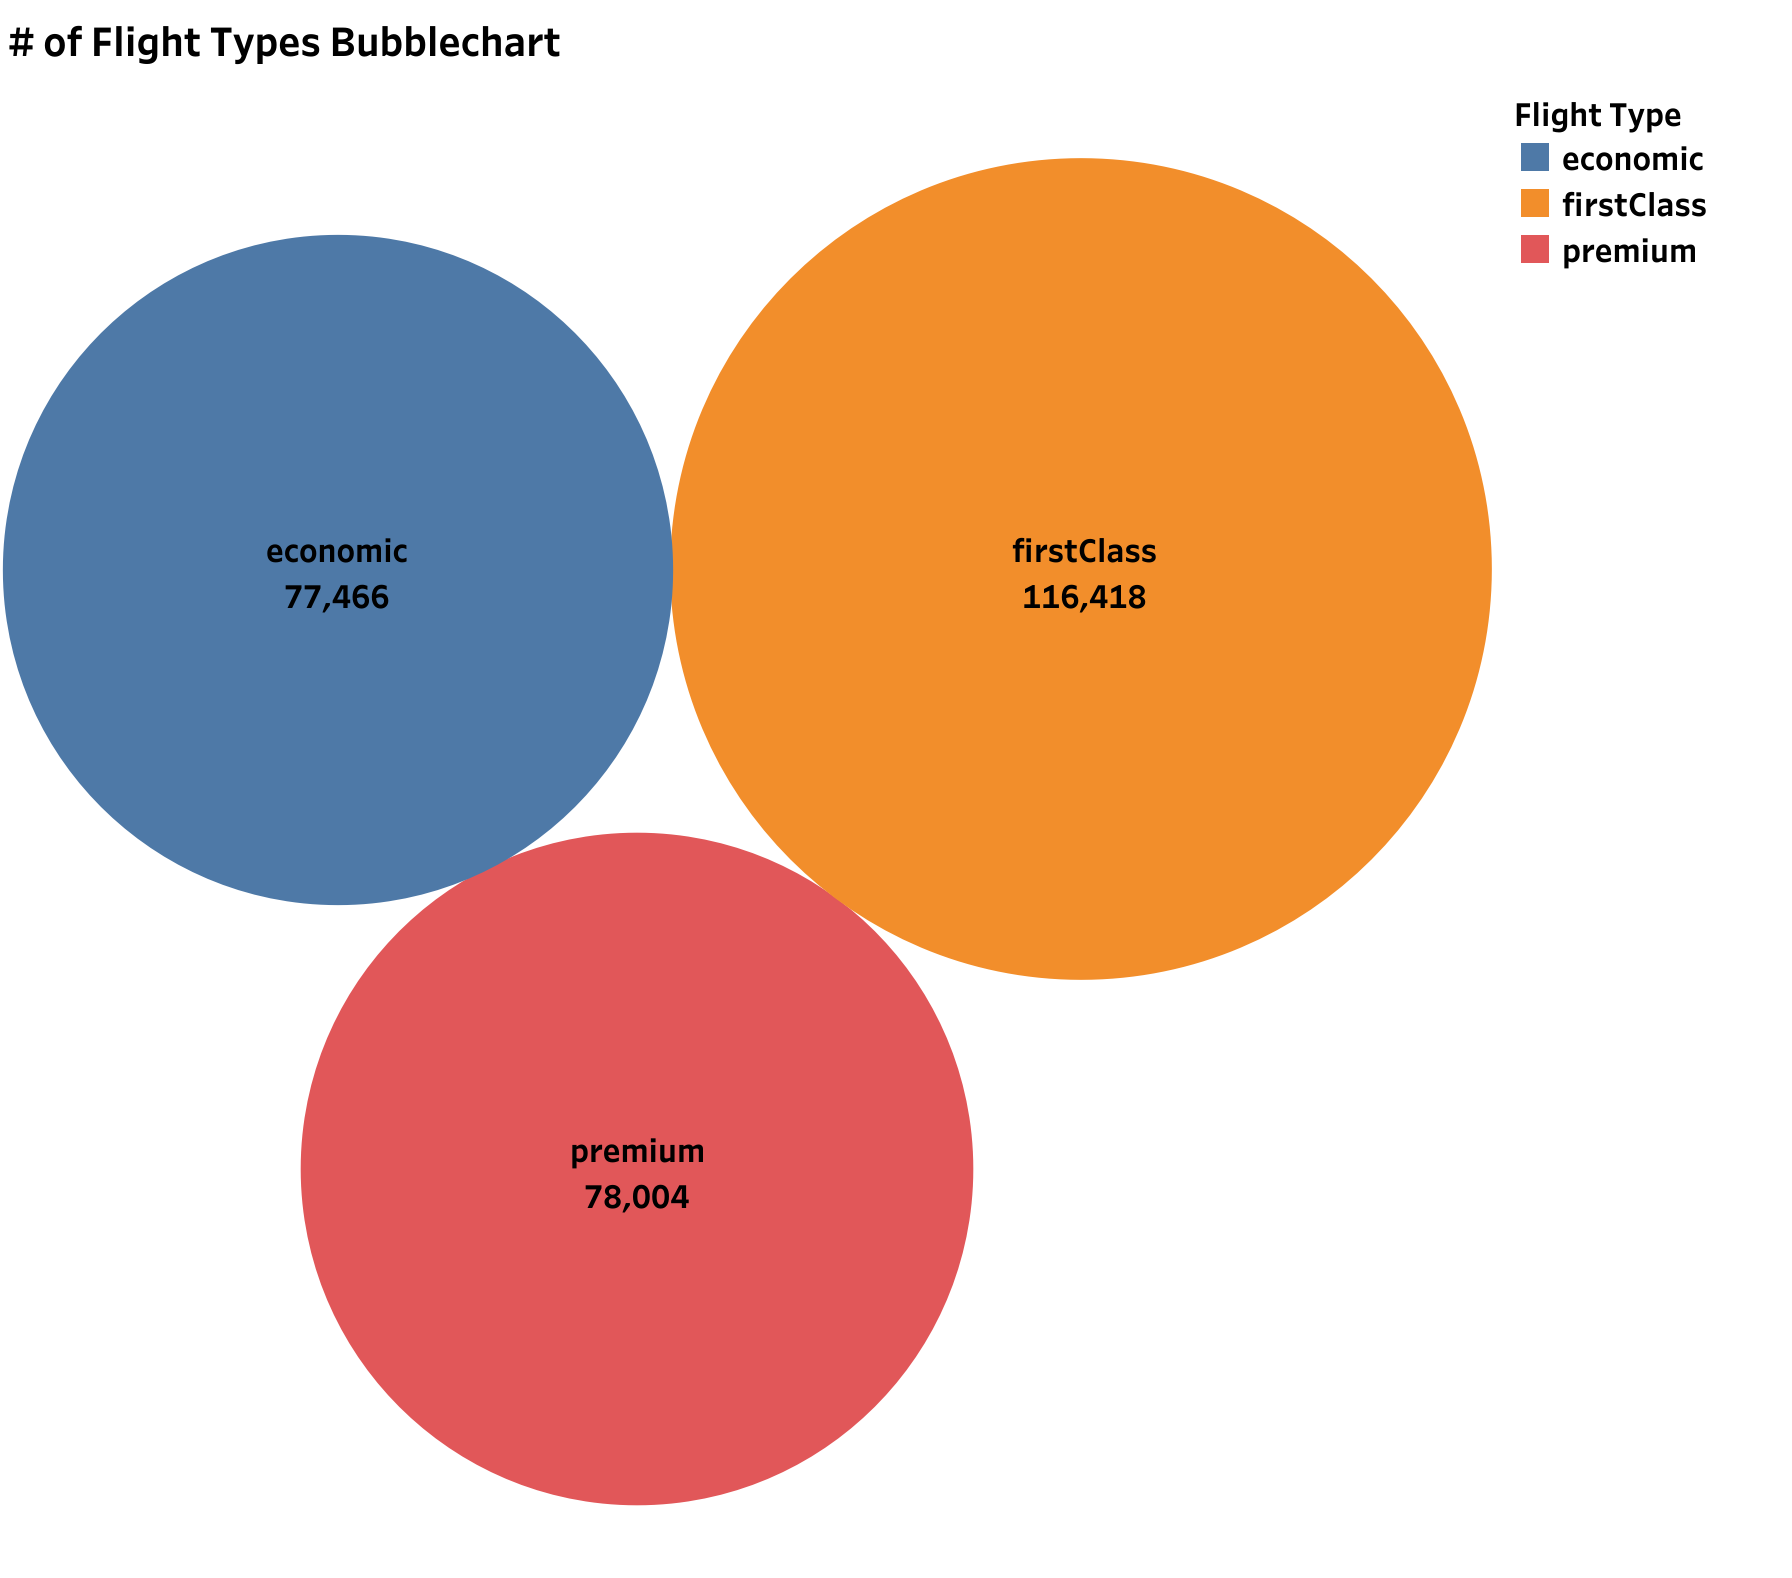 # of Flight Types Bubblechart
Flight Type
economic
firstClass
premium
economic
77,466
firstClass
116,418
premium
78,004